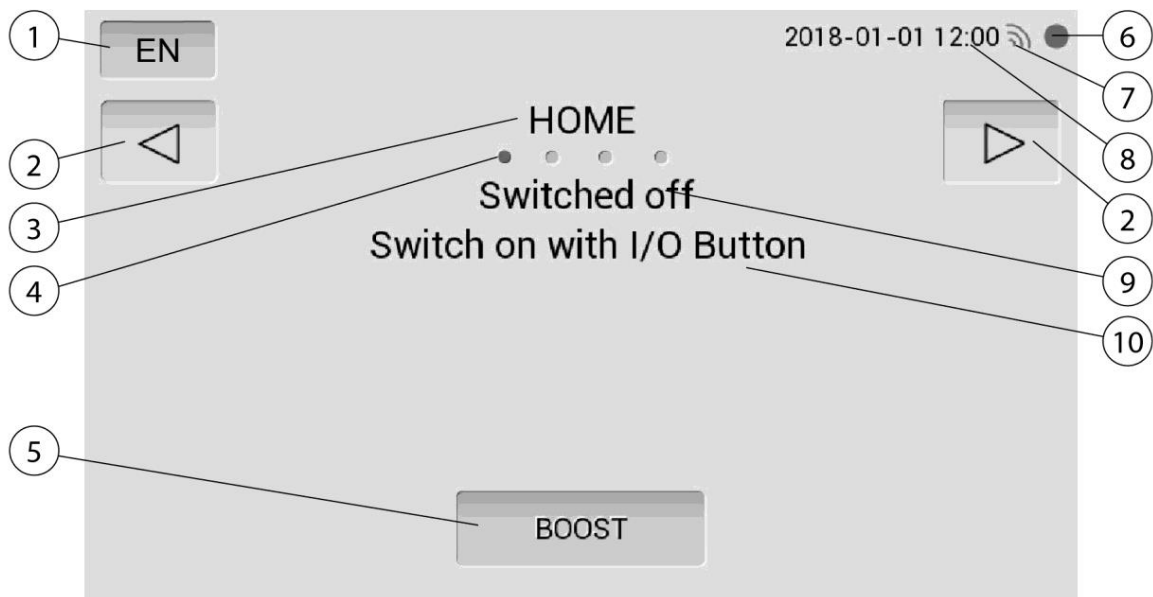 1
EN
2018-01-01 12:00
6
7
2
HOME
8
3
2
Switched off
4
Switch on with I/O Button
9
10
5
BOOST